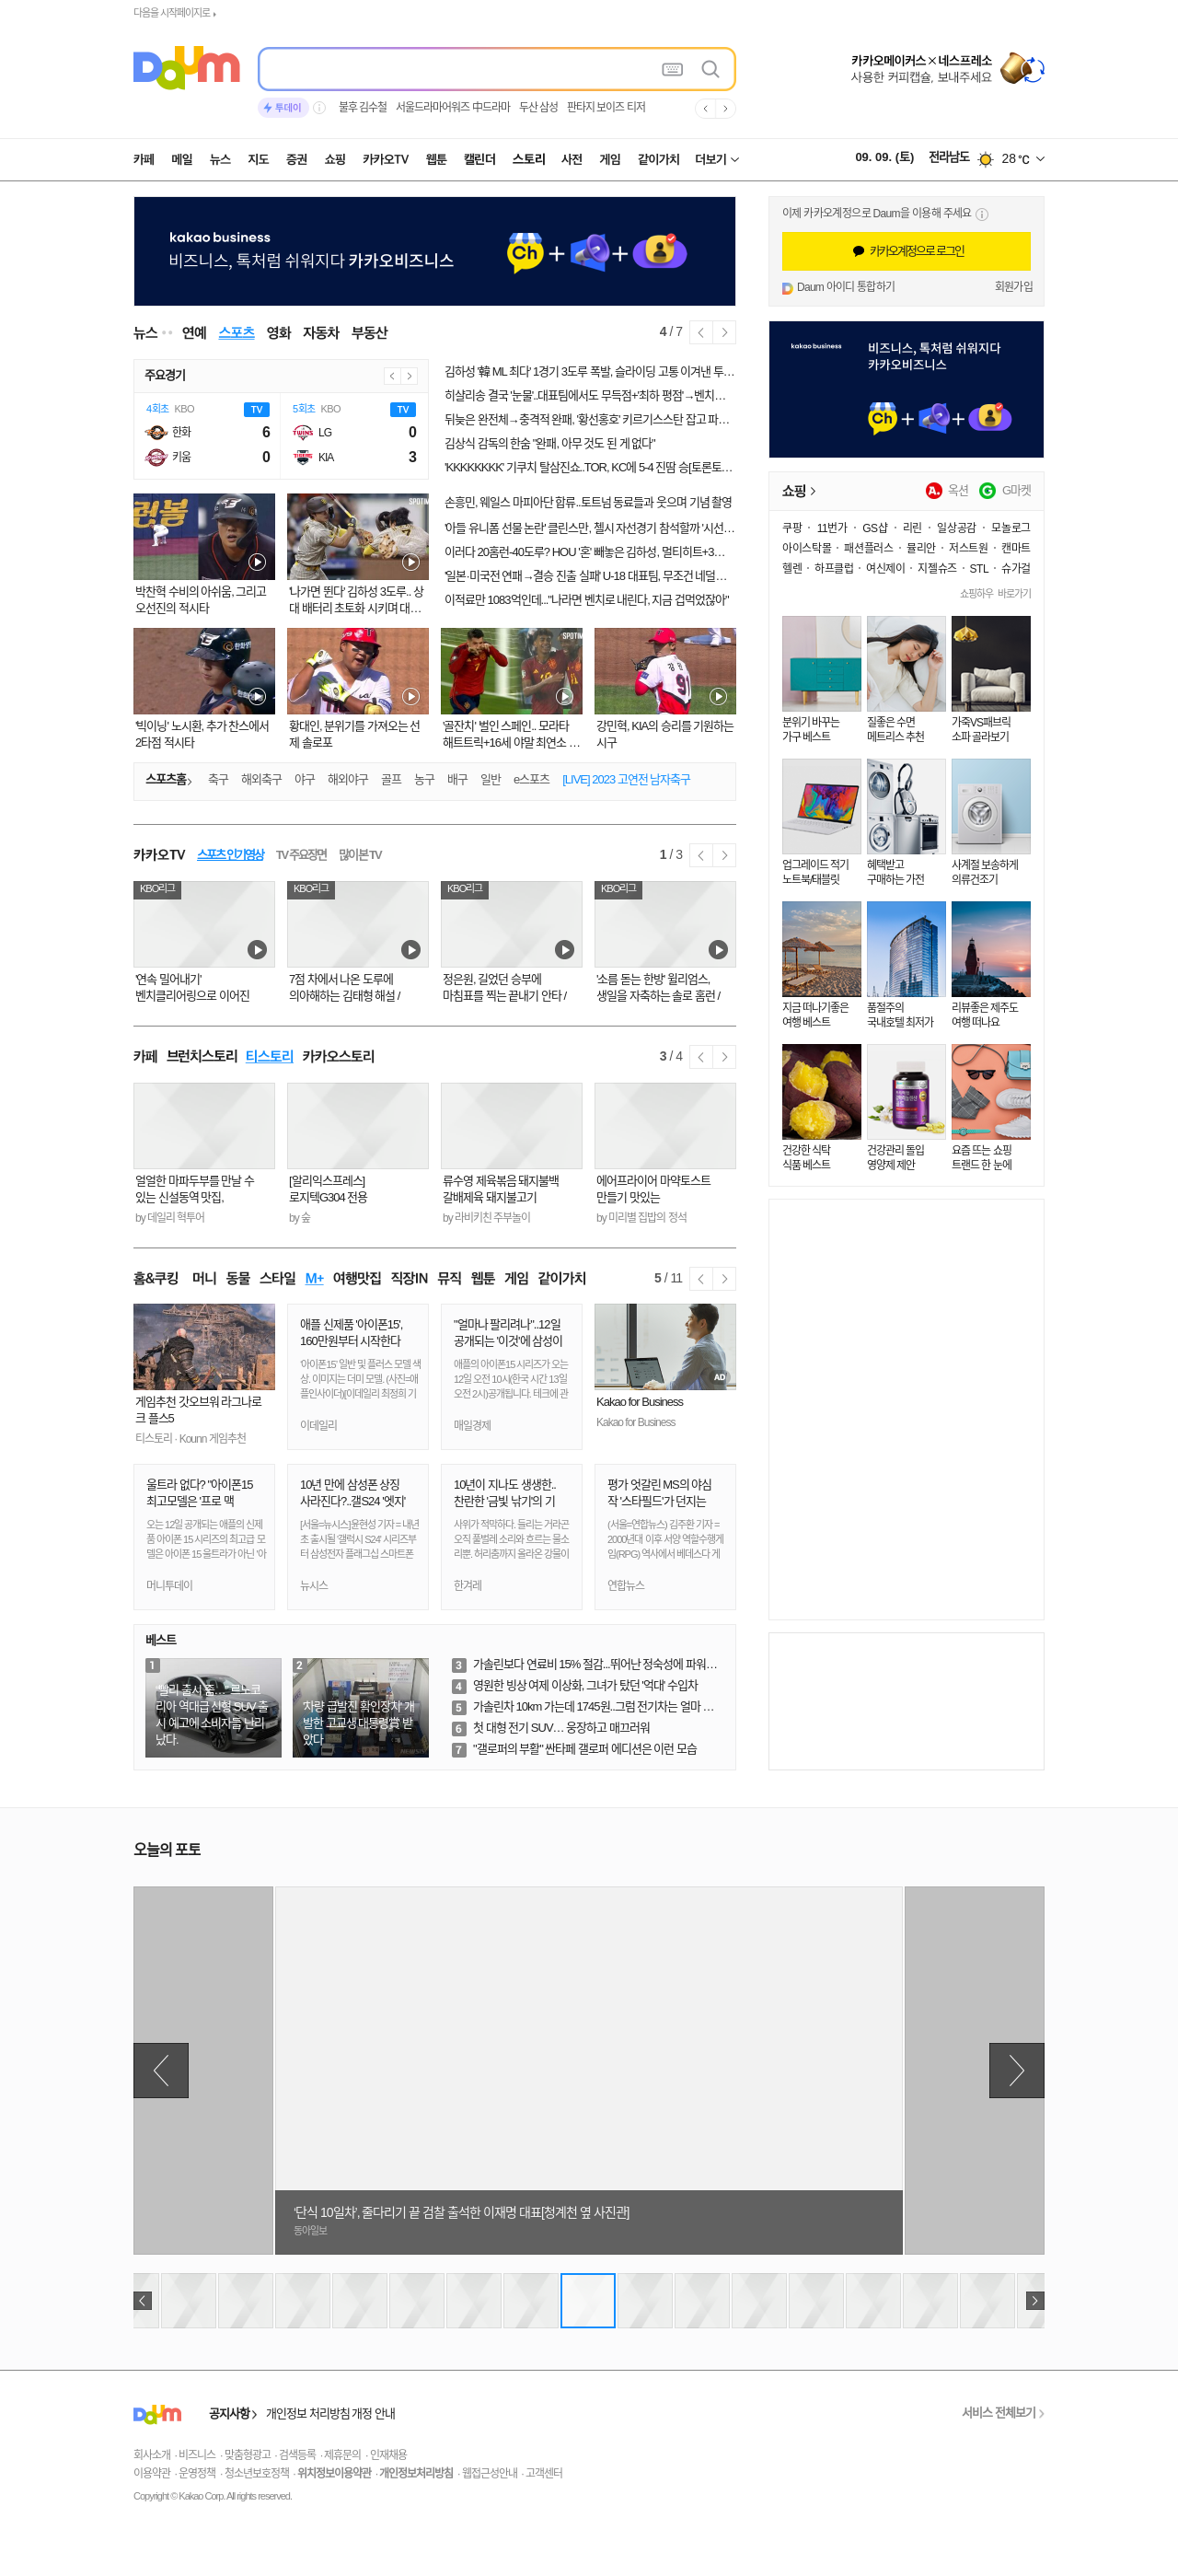 다음을 시작페이지로
Daum
카카오메이커스×네스프레소
사용한 커피캡슐, 보내주세요
투데이
불후 김수철 서울드라마어워즈 中드라마 두산 삼성 판타지 보이즈 티저
카페 메일 뉴스 지도 증권 쇼핑 카카오TV 웹툰 캘린더 스토리 사전 게임 같이가치 더보기
09. 09. (토) 전라남도 28 ℃
kakao business
비즈니스, 톡처럼 쉬워지다 카카오비즈니스
Ch
이제 카카오계정으로 Daum을 이용해 주세요
카카오계정으로 로그인
Daum 아이디 통합하기 회원가입
뉴스 연예 스포츠 영화 자동차 부동산
4 / 7
주요경기
4회초 KBO TV
한화 6
키움 0
5회초 KBO TV
LG 0
KIA 3
김하성 '韓 ML 최다' 1경기 3도루 폭발, 슬라이딩 고통 이겨낸 투…
히샬리송 결국 '눈물'..대표팀에서도 무득점+'최하 평점'→벤치…
뒤늦은 완전체→충격적 완패, '황선홍호' 키르기스스탄 잡고 파…
김상식 감독의 한숨 "완패, 아무 것도 된 게 없다"
'KKKKKKKK' 기쿠치 탈삼진쇼..TOR, KC에 5-4 진땀 승[토론토…
손흥민, 웨일스 마피아단 합류..토트넘 동료들과 웃으며 기념 촬영
'아들 유니폼 선물 논란' 클린스만, 첼시 자선경기 참석할까 '시선…
이러다 20홈런-40도루? HOU '혼' 빼놓은 김하성, 멀티히트+3…
'일본·미국전 연패→결승 진출 실패' U-18 대표팀, 무조건 네덜…
이적료만 1083억인데..."나라면 벤치로 내린다, 지금 겁먹었잖아"
박찬혁 수비의 아쉬움, 그리고 오선진의 적시타
'나가면 뛴다' 김하성 3도루.. 상대 배터리 초토화 시키며 대…
'빅이닝' 노시환, 추가 찬스에서 2타점 적시타
황대인, 분위기를 가져오는 선제 솔로포
'골잔치' 벌인 스페인.. 모라타 해트트릭+16세 야말 최연소 …
강민혁, KIA의 승리를 기원하는 시구
스포츠홈 축구 해외축구 야구 해외야구 골프 농구 배구 일반 e스포츠 [LIVE] 2023 고연전 남자축구
kakao business
비즈니스, 톡처럼 쉬워지다
카카오비즈니스
Ch
쇼핑 A. 옥션 G G마켓
쿠팡 · 11번가 · GS샵 · 리린 · 일상공감 · 모놀로그
아이스탁몰 · 패션플러스 · 뮬리안 · 저스트원 · 캔마트
헬렌 · 하프클럽 · 여신제이 · 지젤슈즈 · STL · 슈가걸
쇼핑하우 바로가기
분위기 바꾸는
가구 베스트
질좋은 수면
메트리스 추천
가죽VS패브릭
소파 골라보기
업그레이드 적기
노트북/태블릿
혜택받고
구매하는 가전
사계절 보송하게
의류건조기
지금 떠나기좋은
여행 베스트
품절주의
국내호텔 최저가
리뷰좋은 제주도
여행 떠나요
건강한 식탁
식품 베스트
건강관리 돌입
영양제 제안
요즘 뜨는 쇼핑
트랜드 한 눈에
카카오TV 스포츠 인기영상 TV 주요장면 많이 본 TV
1 / 3
KBO리그
'연속 밀어내기'
벤치클리어링으로 이어진
KBO리그
7점 차에서 나온 도루에
의아해하는 김태형 해설 /
KBO리그
정은원, 길었던 승부에
마침표를 찍는 끝내기 안타 /
KBO리그
'소름 돋는 한방' 윌리엄스,
생일을 자축하는 솔로 홈런 /
카페 브런치스토리 티스토리 카카오스토리
3 / 4
얼얼한 마파두부를 만날 수
있는 신설동역 맛집,
by 데일리 혁투어
[알리익스프레스]
로지텍G304 전용
by 숲
류수영 제육볶음 돼지불백
갈배제육 돼지불고기
by 라비키친 주부놀이
에어프라이어 마약토스트
만들기 맛있는
by 미리별 집밥의 정석
홈&쿠킹 머니 동물 스타일 M+ 여행맛집 직장IN 뮤직 웹툰 게임 같이가치
5 / 11
게임추천 갓오브워 라그나로크 플스5
티스토리 · Kounn 게임추천
애플 신제품 '아이폰15',
160만원부터 시작한다
'아이폰15' 일반 및 플러스 모델 색상. 이미지는 더미 모델. (사진=애플인사이더)[이데일리 최정희 기
이데일리
"얼마나 팔리려나"..12일
공개되는 '이것'에 삼성이
애플의 아이폰15 시리즈가 오는 12일 오전 10시(한국 시간 13일 오전 2시)공개됩니다. 테크에 관
매일경제
AD
Kakao for Business
Kakao for Business
울트라 없다? "아이폰15
최고모델은 '프로 맥
오는 12일 공개되는 애플의 신제품 아이폰 15 시리즈의 최고급 모델은 아이폰 15 울트라가 아닌 '아
머니투데이
10년 만에 삼성폰 상징
사라진다?..갤S24 '엣지'
[서울=뉴시스]윤현성 기자 = 내년 초 출시될 '갤럭시 S24' 시리즈부터 삼성전자 플래그십 스마트폰
뉴시스
10년이 지나도 생생한..
찬란한 '금빛 낚기'의 기
사위가 적막하다. 들리는 거라곤 오직 풀벌레 소리와 흐르는 물소리뿐. 허리춤까지 올라온 강물이
한겨레
평가 엇갈린 MS의 야심
작 '스타필드'가 던지는
(서울=연합뉴스) 김주환 기자 = 2000년대 이후 서양 역할수행게임(RPG) 역사에서 베데스다 게
연합뉴스
베스트
1
"빨리 출시 좀…" 르노코리아 역대급 신형 SUV 출시 예고에 소비자들 난리 났다.
2
'차량 급발진 확인장치' 개발한 고교생 대통령賞 받았다
3 가솔린보다 연료비 15% 절감...뛰어난 정숙성에 파워…
4 영원한 빙상 여제 이상화, 그녀가 탔던 '억대' 수입차
5 가솔린차 10km 가는데 1745원..그럼 전기차는 얼마 …
6 첫 대형 전기 SUV… 웅장하고 매끄러워
7 "갤로퍼의 부활" 싼타페 갤로퍼 에디션은 이런 모습
오늘의 포토
'단식 10일차', 줄다리기 끝 검찰 출석한 이재명 대표[청계천 옆 사진관]
동아일보
Daum 공지사항 개인정보 처리방침 개정 안내
서비스 전체보기
회사소개 · 비즈니스 · 맞춤형광고 · 검색등록 · 제휴문의 · 인재채용
이용약관 · 운영정책 · 청소년보호정책 · 위치정보이용약관 · 개인정보처리방침 · 웹접근성안내 · 고객센터
Copyright © Kakao Corp. All rights reserved.